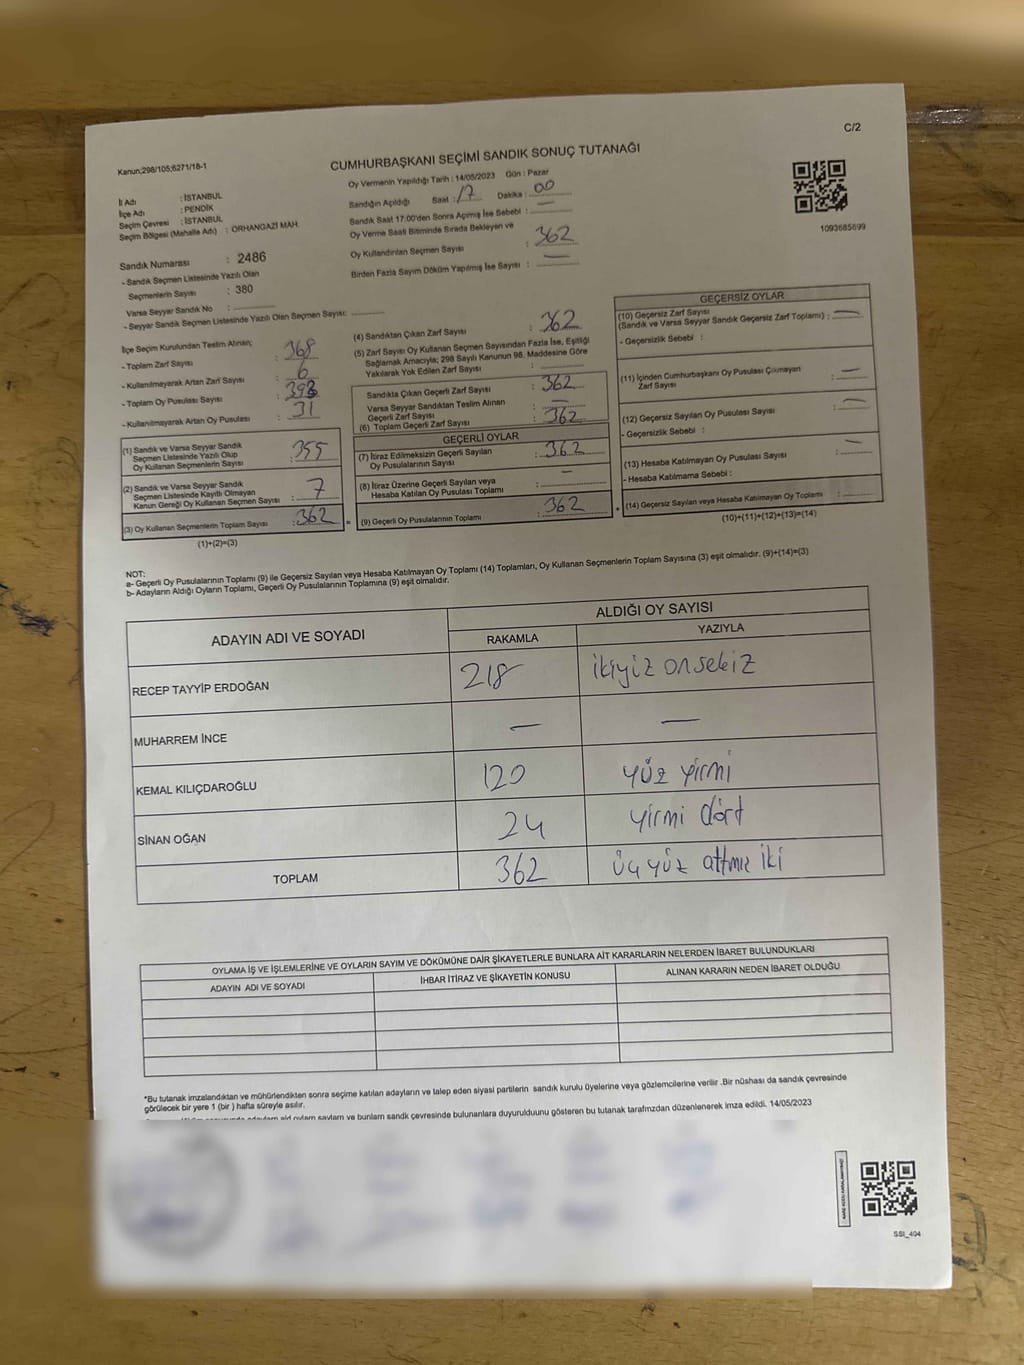 C/2
Kanun;298/105;6271/18-1
CUMHURBAŞKANI SEÇİMİ SANDIK SONUÇ TUTANAĞI
Oy Vermenin Yapıldığı Tarih : 14/05/2023 Gün : Pazar
Sandığın Açıldığı Saat : 17 Dakika : 00
Sandık Saat 17:00'den Sonra Açımış İse Sebebi : —
Oy Verme Saati Bitiminde Sırada Bekleyen ve
Oy Kullandırılan Seçmen Sayısı : 362
Birden Fazla Sayım Döküm Yapılmış İse Sayısı : —
1093685699
İl Adı : İSTANBUL
İlçe Adı : PENDİK
Seçim Çevresi : İSTANBUL
Seçim Bölgesi (Mahalle Adı) : ORHANGAZİ MAH.
Sandık Numarası : 2486
- Sandık Seçmen Listesinde Yazılı Olan
Seçmenlerin Sayısı : 380
Varsa Seyyar Sandık No :
- Seyyar Sandık Seçmen Listesinde Yazılı Olan Seçmen Sayısı:
İlçe Seçim Kurulundan Teslim Alınan;
- Toplam Zarf Sayısı : 368
- Kullanılmayarak Artan Zarf Sayısı : 6
- Toplam Oy Pusulası Sayısı : 393
- Kullanılmayarak Artan Oy Pusulası : 31
(1) Sandık ve Varsa Seyyar Sandık
Seçmen Listesinde Yazılı Olup
Oy Kullanan Seçmenlerin Sayısı : 355
(2) Sandık ve Varsa Seyyar Sandık
Seçmen Listesinde Kayıtlı Olmayan
Kanun Gereği Oy Kullanan Seçmen Sayısı : 7
(3) Oy Kullanan Seçmenlerin Toplam Sayısı : 362
(1)+(2)=(3)
(4) Sandıktan Çıkan Zarf Sayısı : 362
(5) Zarf Sayısı Oy Kullanan Seçmen Sayısından Fazla İse, Eşitliği
Sağlamak Amacıyla; 298 Sayılı Kanunun 98. Maddesine Göre
Yakılarak Yok Edilen Zarf Sayısı :
Sandıkta Çıkan Geçerli Zarf Sayısı : 362
Varsa Seyyar Sandıktan Teslim Alınan
Geçerli Zarf Sayısı : —
(6) Toplam Geçerli Zarf Sayısı : 362
=
GEÇERLİ OYLAR
(7) İtiraz Edilmeksizin Geçerli Sayılan
Oy Pusulalarının Sayısı : 362
(8) İtiraz Üzerine Geçerli Sayılan veya
Hesaba Katılan Oy Pusulası Toplamı : —
(9) Geçerli Oy Pusulalarının Toplamı : 362
+
GEÇERSİZ OYLAR
(10) Geçersiz Zarf Sayısı
(Sandık ve Varsa Seyyar Sandık Geçersiz Zarf Toplamı) : —
- Geçersizlik Sebebi :
(11) İçinden Cumhurbaşkanı Oy Pusulası Çıkmayan
Zarf Sayısı : —
(12) Geçersiz Sayılan Oy Pusulası Sayısı : —
- Geçersizlik Sebebi :
(13) Hesaba Katılmayan Oy Pusulası Sayısı : —
- Hesaba Katılmama Sebebi :
(14) Geçersiz Sayılan veya Hesaba Katılmayan Oy Toplamı :
(10)+(11)+(12)+(13)=(14)
NOT:
a- Geçerli Oy Pusulalarının Toplamı (9) ile Geçersiz Sayılan veya Hesaba Katılmayan Oy Toplamı (14) Toplamları, Oy Kullanan Seçmenlerin Toplam Sayısına (3) eşit olmalıdır. (9)+(14)=(3)
b- Adayların Aldığı Oyların Toplamı, Geçerli Oy Pusulalarının Toplamına (9) eşit olmalıdır.
ADAYIN ADI VE SOYADI
ALDIĞI OY SAYISI
RAKAMLA YAZIYLA
RECEP TAYYİP ERDOĞAN 218 ikiyüz onsekiz
MUHARREM İNCE — —
KEMAL KILIÇDAROĞLU 120 yüz yirmi
SİNAN OĞAN 24 yirmi dört
TOPLAM 362 üçyüz altmış iki
OYLAMA İŞ VE İŞLEMLERİNE VE OYLARIN SAYIM VE DÖKÜMÜNE DAİR ŞİKAYETLERLE BUNLARA AİT KARARLARIN NELERDEN İBARET BULUNDUKLARI
ADAYIN ADI VE SOYADI İHBAR İTİRAZ VE ŞİKAYETİN KONUSU ALINAN KARARIN NEDEN İBARET OLDUĞU
*Bu tutanak imzalandıktan ve mühürlendikten sonra seçime katılan adayların ve talep eden siyasi partilerin sandık kurulu üyelerine veya gözlemcilerine verilir .Bir nüshası da sandık çevresinde
görülecek bir yere 1 (bir ) hafta süreyle asılır.
sandık çevresinde bulunanlara duyurulduunu gösteren bu tutanak tarafımzdan düzenlenerek imza edildi. 14/05/2023
SSI_494